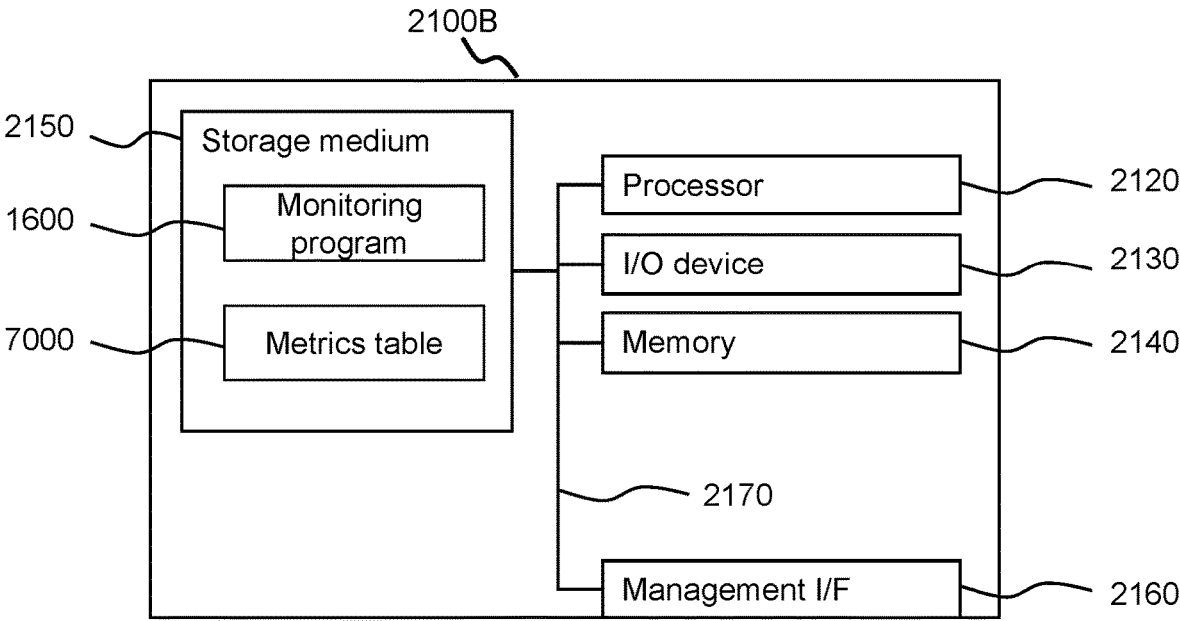 2100B
2150
Storage medium
1600
Monitoring
program
7000
Metrics table
Processor
2120
I/O device
2130
Memory
2140
2170
Management I/F
2160